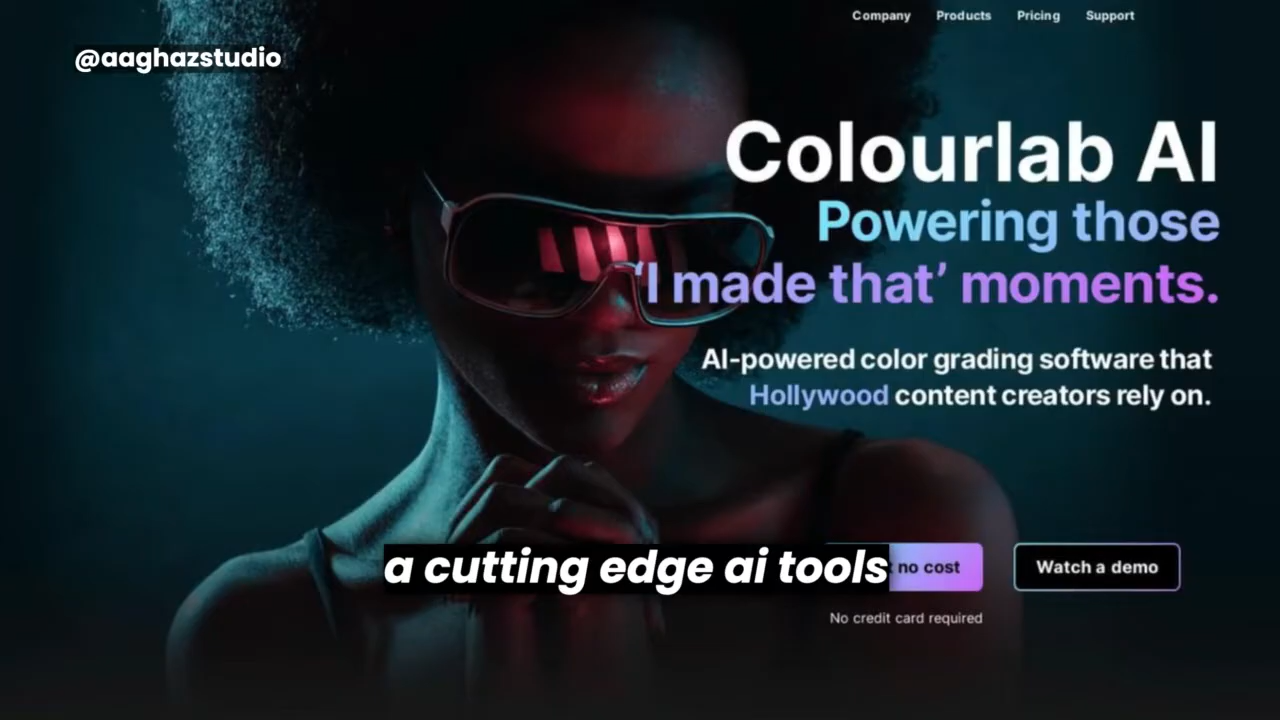 Company Products Pricing Support
@aaghazstudio
Colourlab AI
Powering those
‘I made that’ moments.
AI-powered color grading software that
Hollywood content creators rely on.
a cutting edge ai tools
no cost
Watch a demo
No credit card required